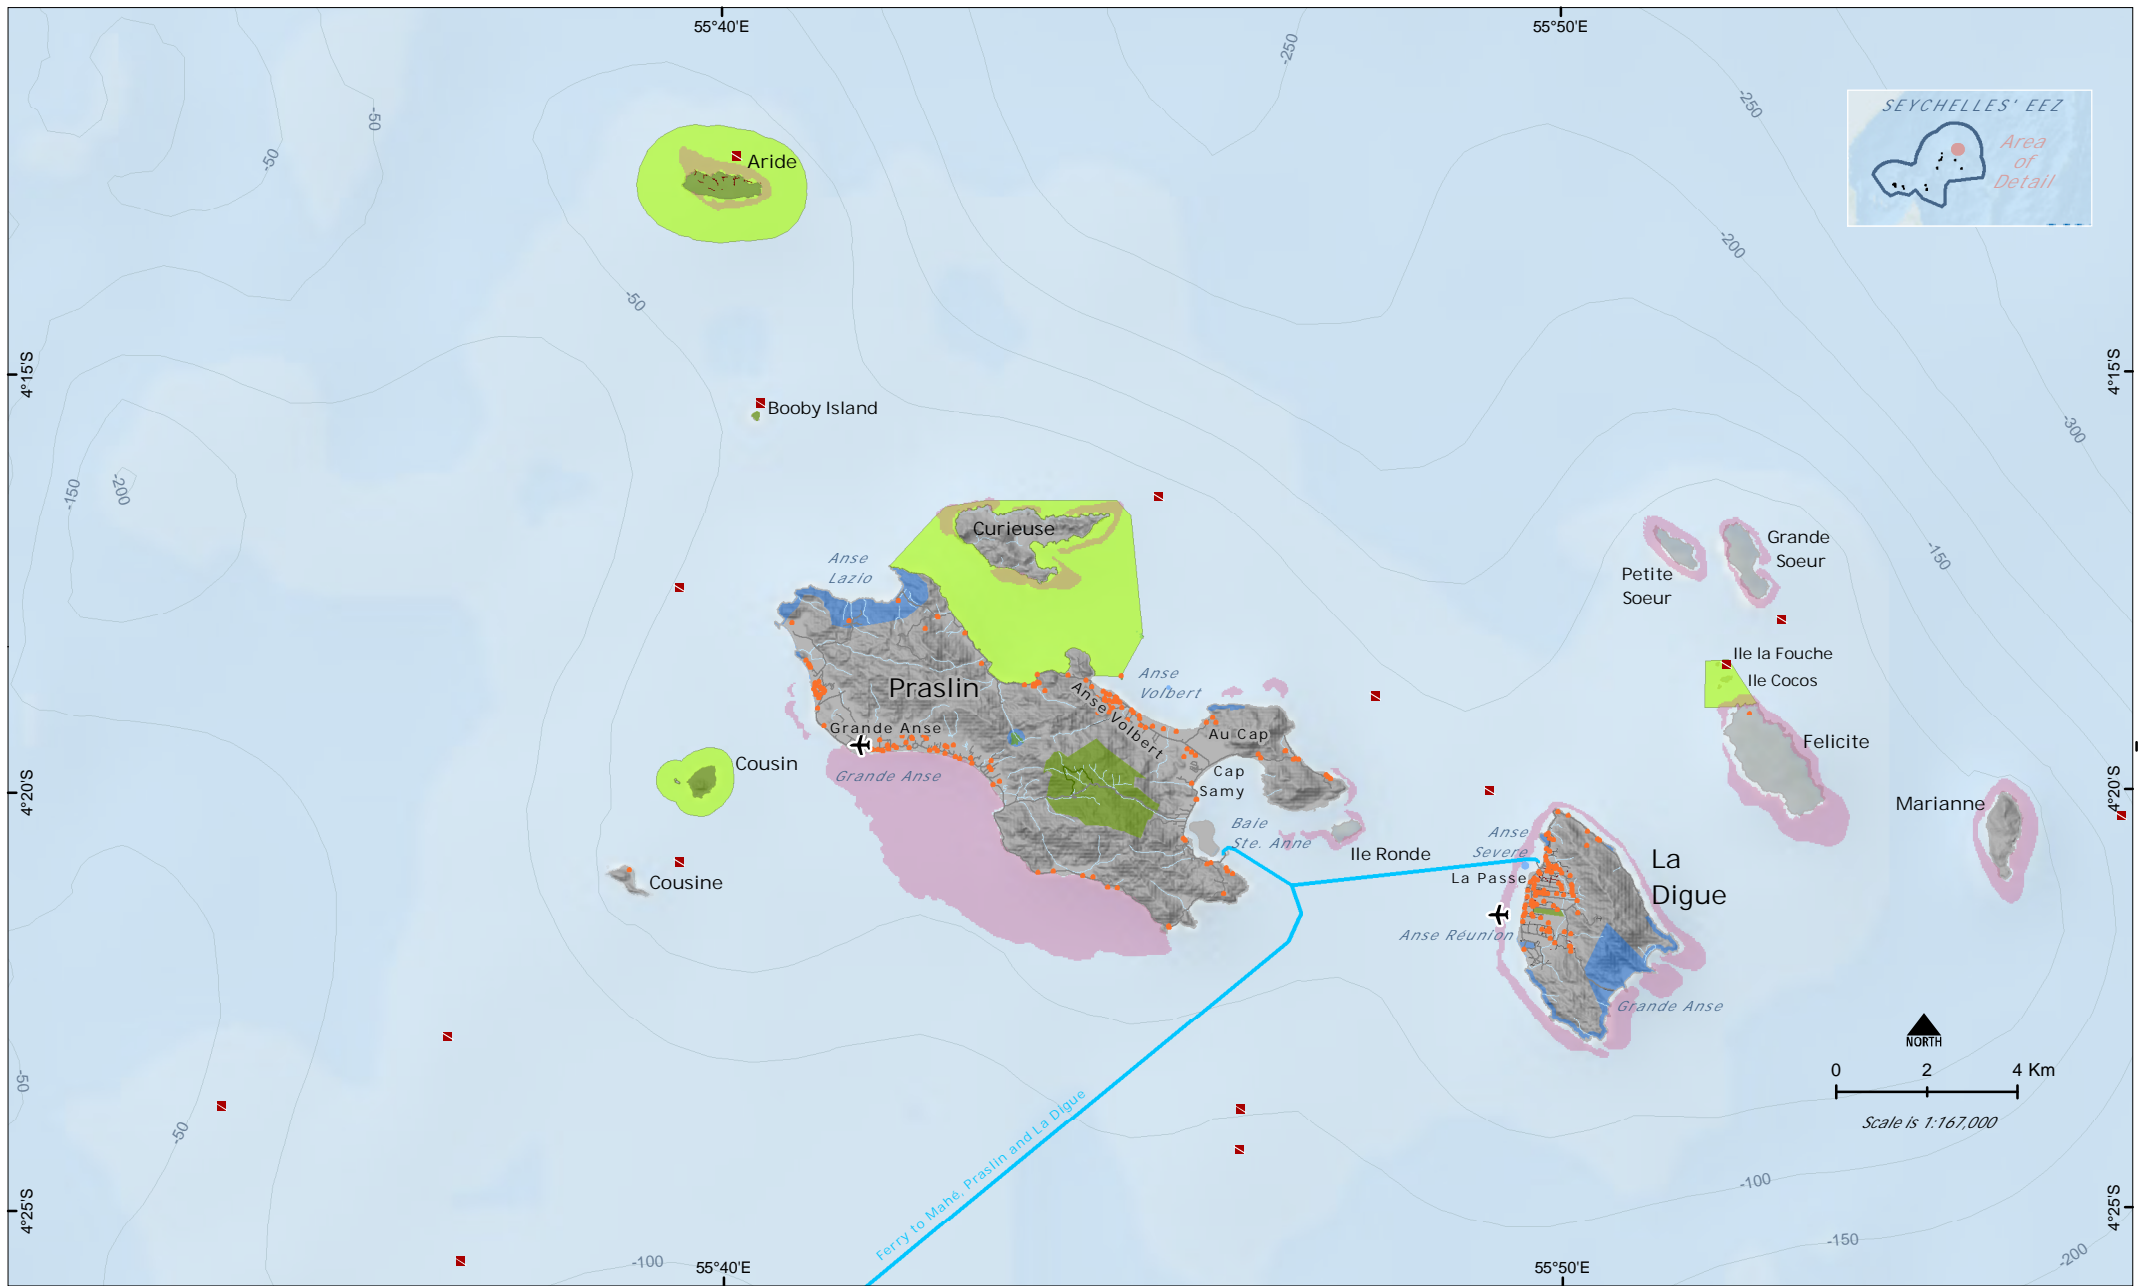 55°40'E
55°50'E
-250
-250
-50
-50
SEYCHELLES' EEZ
Area
of
Detail
Aride
-200
-50
4°15'S
4°15'S
Booby Island
-300
-150
-200
Curieuse
Grande
Soeur
-150
Anse
Lazio
Petite
Soeur
Ile la Fouche
Anse
Volbert
Ile Cocos
Praslin
Anse Volbert
Grande Anse
Au Cap
Felicite
Cousin
Grande Anse
Cap
Samy
4°20'S
4°20'S
Marianne
Baie
Ste. Anne
Anse
Severe
Ile Ronde
La
Digue
Cousine
La Passe
Anse Réunion
Grande Anse
NORTH
-50
0 2 4 Km
Scale is 1:167,000
-50
Ferry to Mahé, Praslin and La Digue
-100
4°25'S
4°25'S
-150
-200
-100
55°40'E
55°50'E